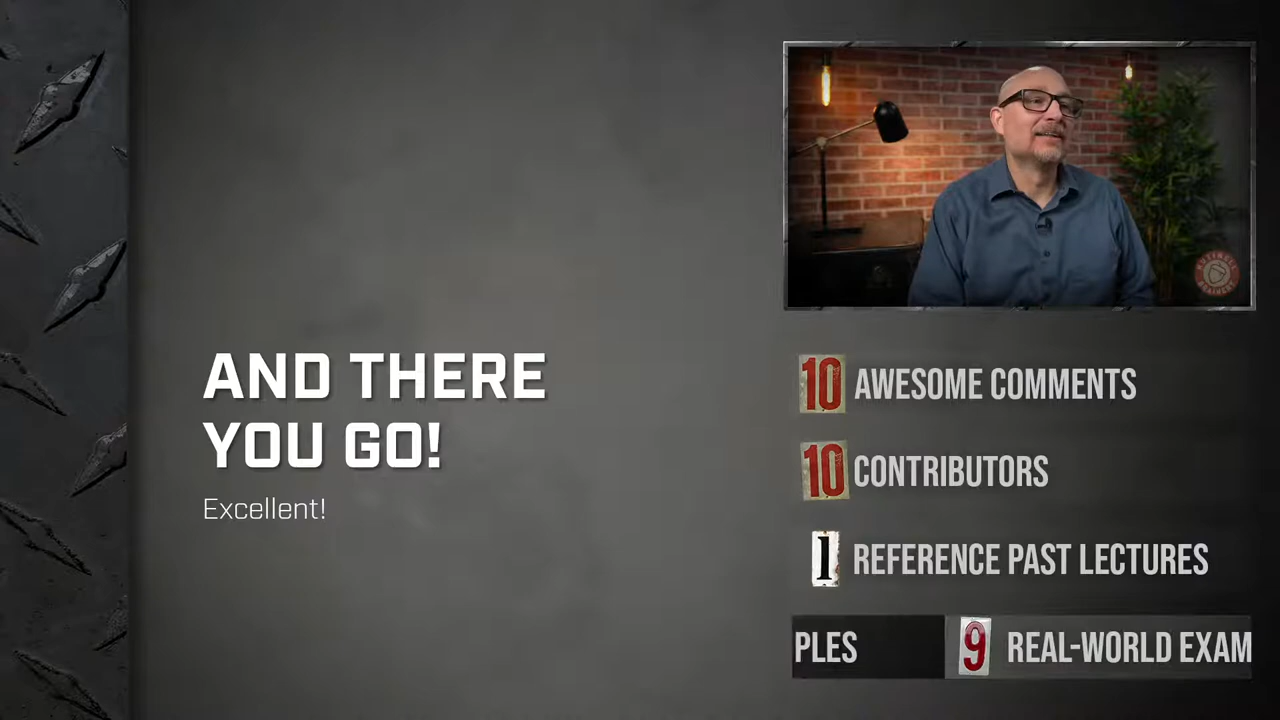 AND THERE
YOU GO!
Excellent!
10 AWESOME COMMENTS
10 CONTRIBUTORS
1 REFERENCE PAST LECTURES
PLES 9 REAL-WORLD EXAM